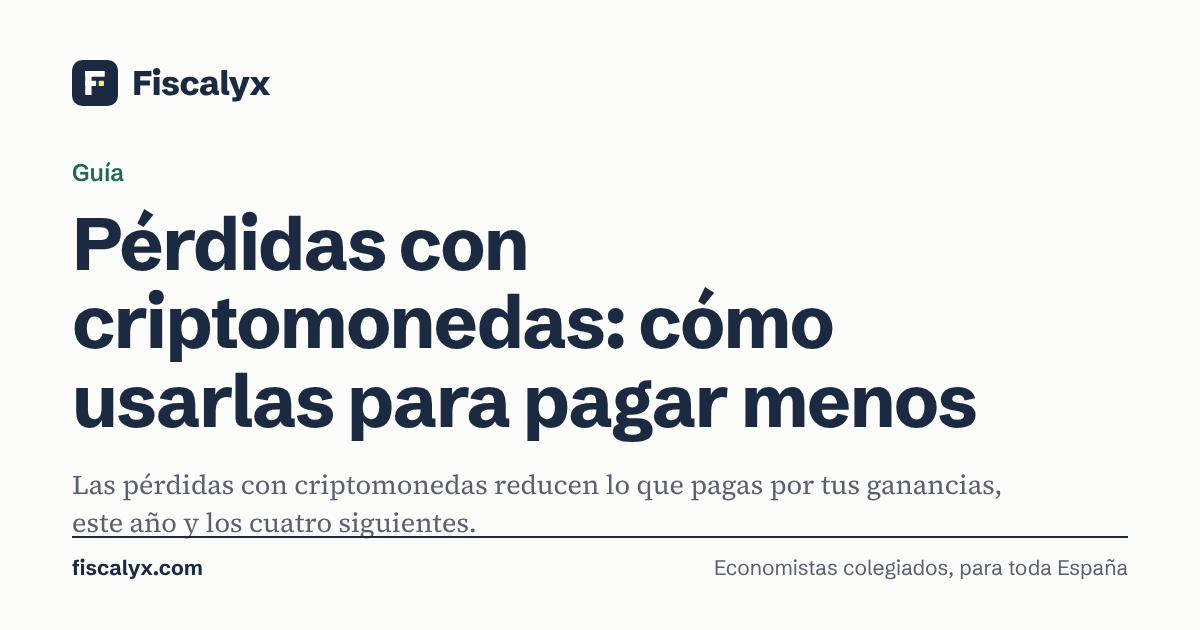 Fiscalyx
Guía
Pérdidas con
criptomonedas: cómo
usarlas para pagar menos
Las pérdidas con criptomonedas reducen lo que pagas por tus ganancias,
este año y los cuatro siguientes.
fiscalyx.com
Economistas colegiados, para toda España